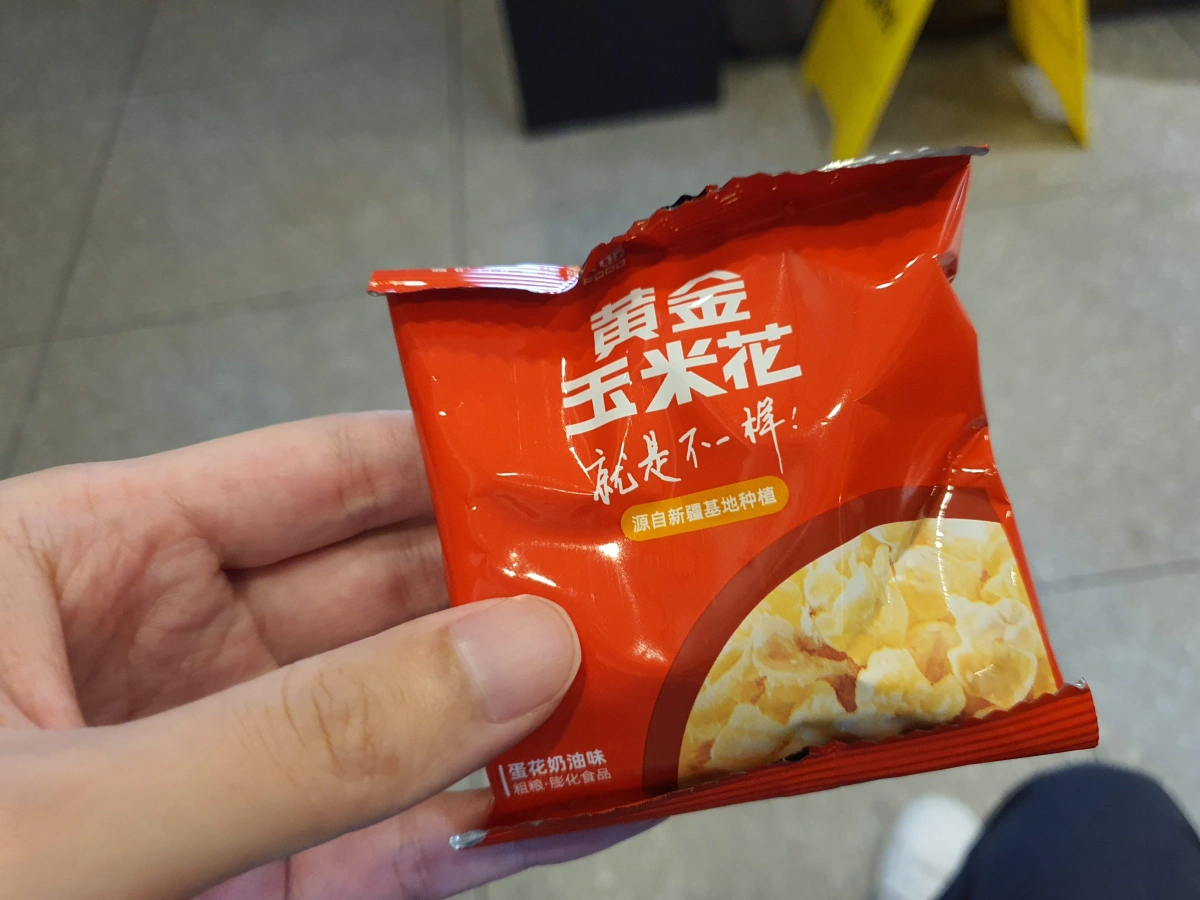 黄金
玉米花
就是不一样!
源自新疆基地种植
蛋花奶油味
粗粮·膨化食品